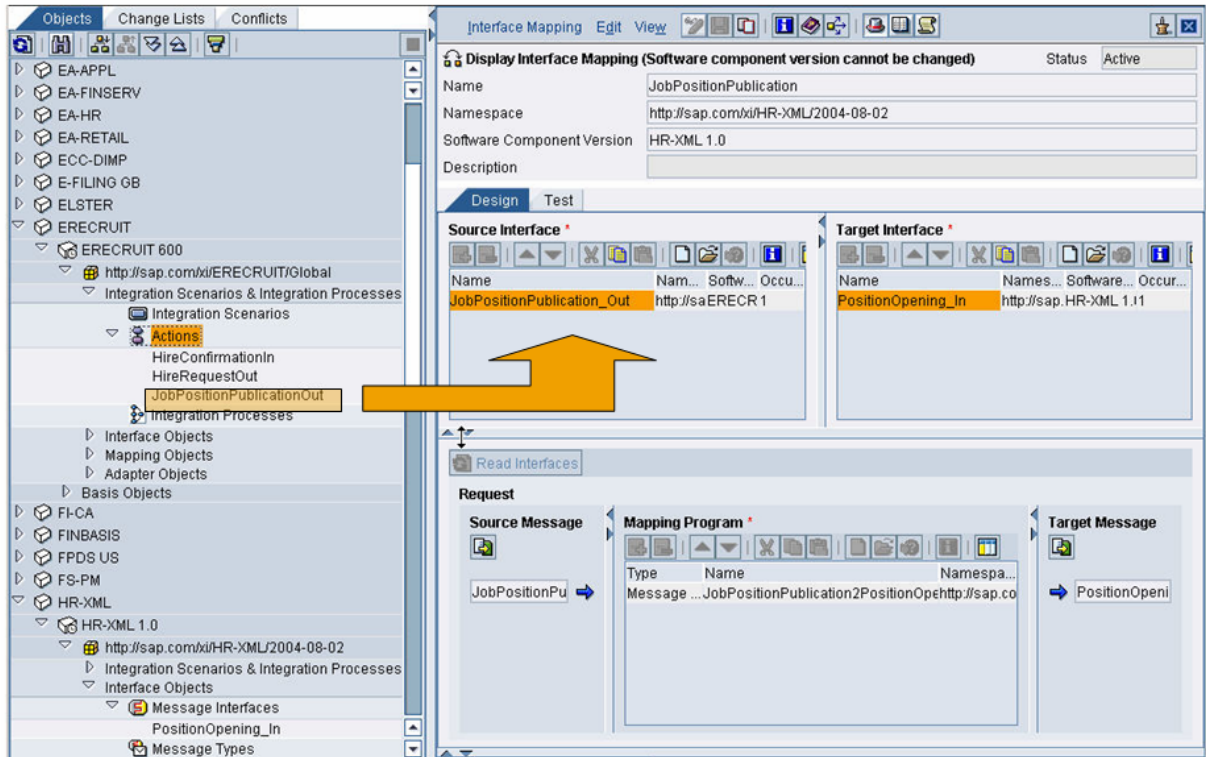 Objects Change Lists Conflicts
EA-APPL
EA-FINSERV
EA-HR
EA-RETAIL
ECC-DIMP
E-FILING GB
ELSTER
ERECRUIT
ERECRUIT 600
http://sap.com/xi/ERECRUIT/Global
Integration Scenarios & Integration Processes
Integration Scenarios
Actions
HireConfirmationIn
HireRequestOut
JobPositionPublicationOut
Integration Processes
Interface Objects
Mapping Objects
Adapter Objects
Basis Objects
FI-CA
FINBASIS
FPDS US
FS-PM
HR-XML
HR-XML 1.0
http://sap.com/xi/HR-XML/2004-08-02
Integration Scenarios & Integration Processes
Interface Objects
Message Interfaces
PositionOpening_In
Message Types
Interface Mapping Edit View
Display Interface Mapping (Software component version cannot be changed) Status Active
Name JobPositionPublication
Namespace http://sap.com/xi/HR-XML/2004-08-02
Software Component Version HR-XML 1.0
Description
Design Test
Source Interface *
Name Nam... Softw... Occu...
JobPositionPublication_Out http://sa ERECR 1
Target Interface *
Name Names... Software... Occur...
PositionOpening_In http://sap. HR-XML 1.( 1
Read Interfaces
Request
Source Message
JobPositionPu
Mapping Program *
Type Name Namespa...
Message ... JobPositionPublication2PositionOpe http://sap.co
Target Message
PositionOpeni